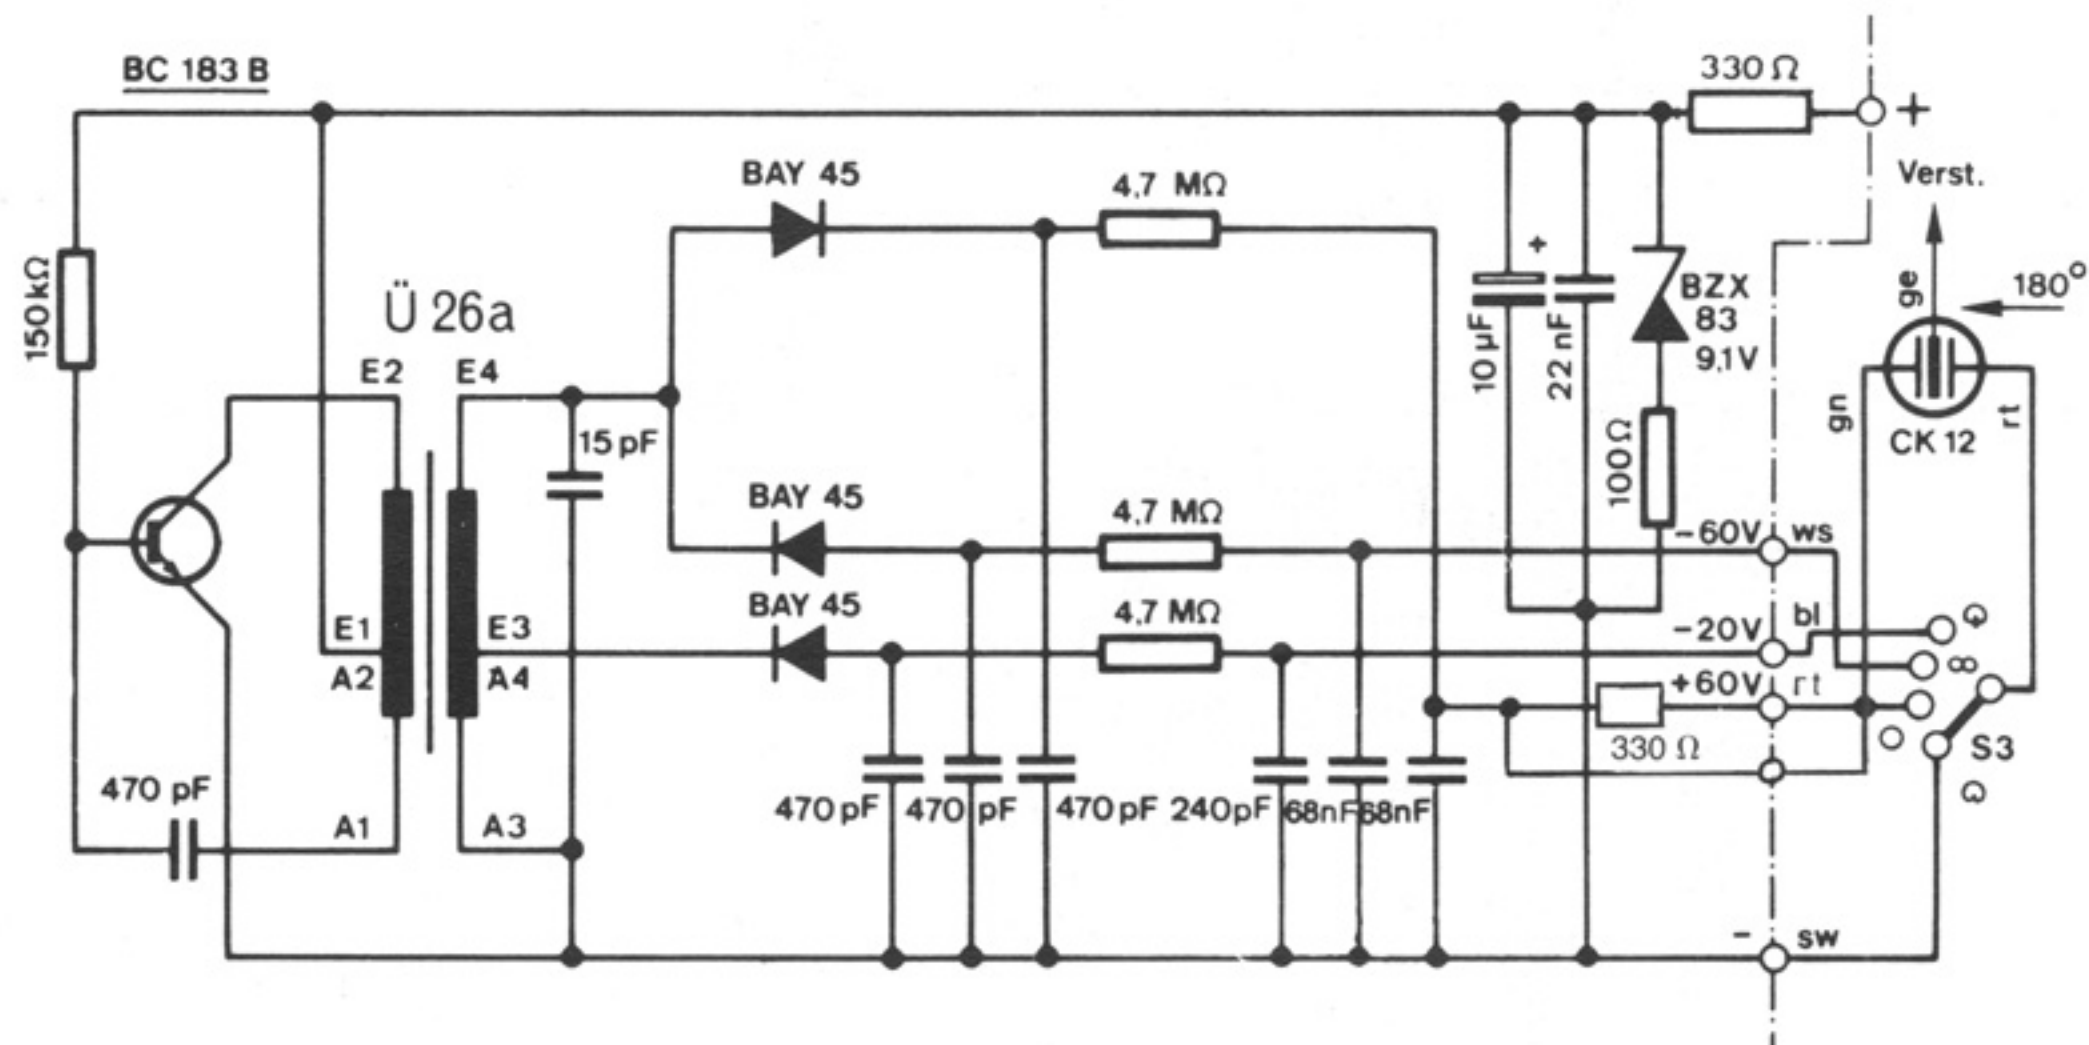 BC 183 B
330 Ω
+
Verst.
BAY 45
4,7 MΩ
150kΩ
Ü 26a
+
10 µF
22 nF
BZX
83
9,1V
ge
180°
E2
E4
15 pF
gn
rt
CK 12
100Ω
BAY 45
4,7 MΩ
-60V
ws
BAY 45
4,7 MΩ
E1
E3
-20V
bl
A2
A4
+60V
rt
8
330 Ω
S3
470 pF
470 pF
470 pF
470 pF
240pF
68nF
68nF
A1
A3
-
sw